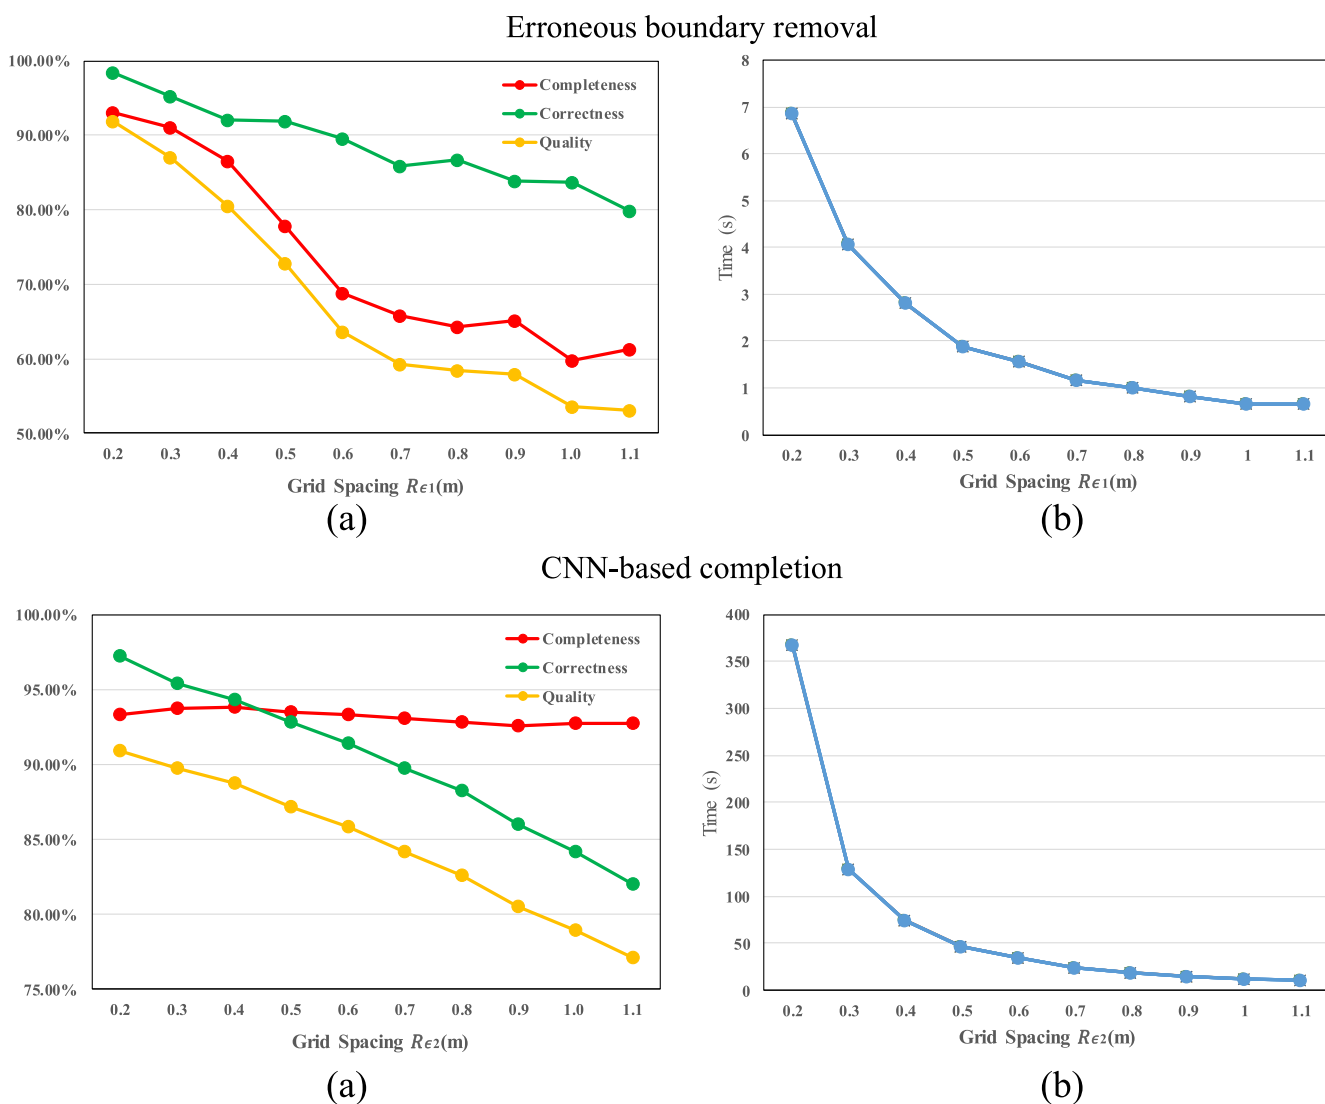 Erroneous boundary removal
100.00%
90.00%
80.00%
70.00%
60.00%
50.00%
Completeness
Correctness
Quality
0.2 0.3 0.4 0.5 0.6 0.7 0.8 0.9 1.0 1.1
Grid Spacing Rϵ1(m)
(a)
8
7
6
5
4
3
2
1
0
Time (s)
0.2 0.3 0.4 0.5 0.6 0.7 0.8 0.9 1 1.1
Grid Spacing Rϵ1(m)
(b)
CNN-based completion
100.00%
95.00%
90.00%
85.00%
80.00%
75.00%
Completeness
Correctness
Quality
0.2 0.3 0.4 0.5 0.6 0.7 0.8 0.9 1.0 1.1
Grid Spacing Rϵ2(m)
(a)
400
350
300
250
200
150
100
50
0
Time (s)
0.2 0.3 0.4 0.5 0.6 0.7 0.8 0.9 1 1.1
Grid Spacing Rϵ2(m)
(b)